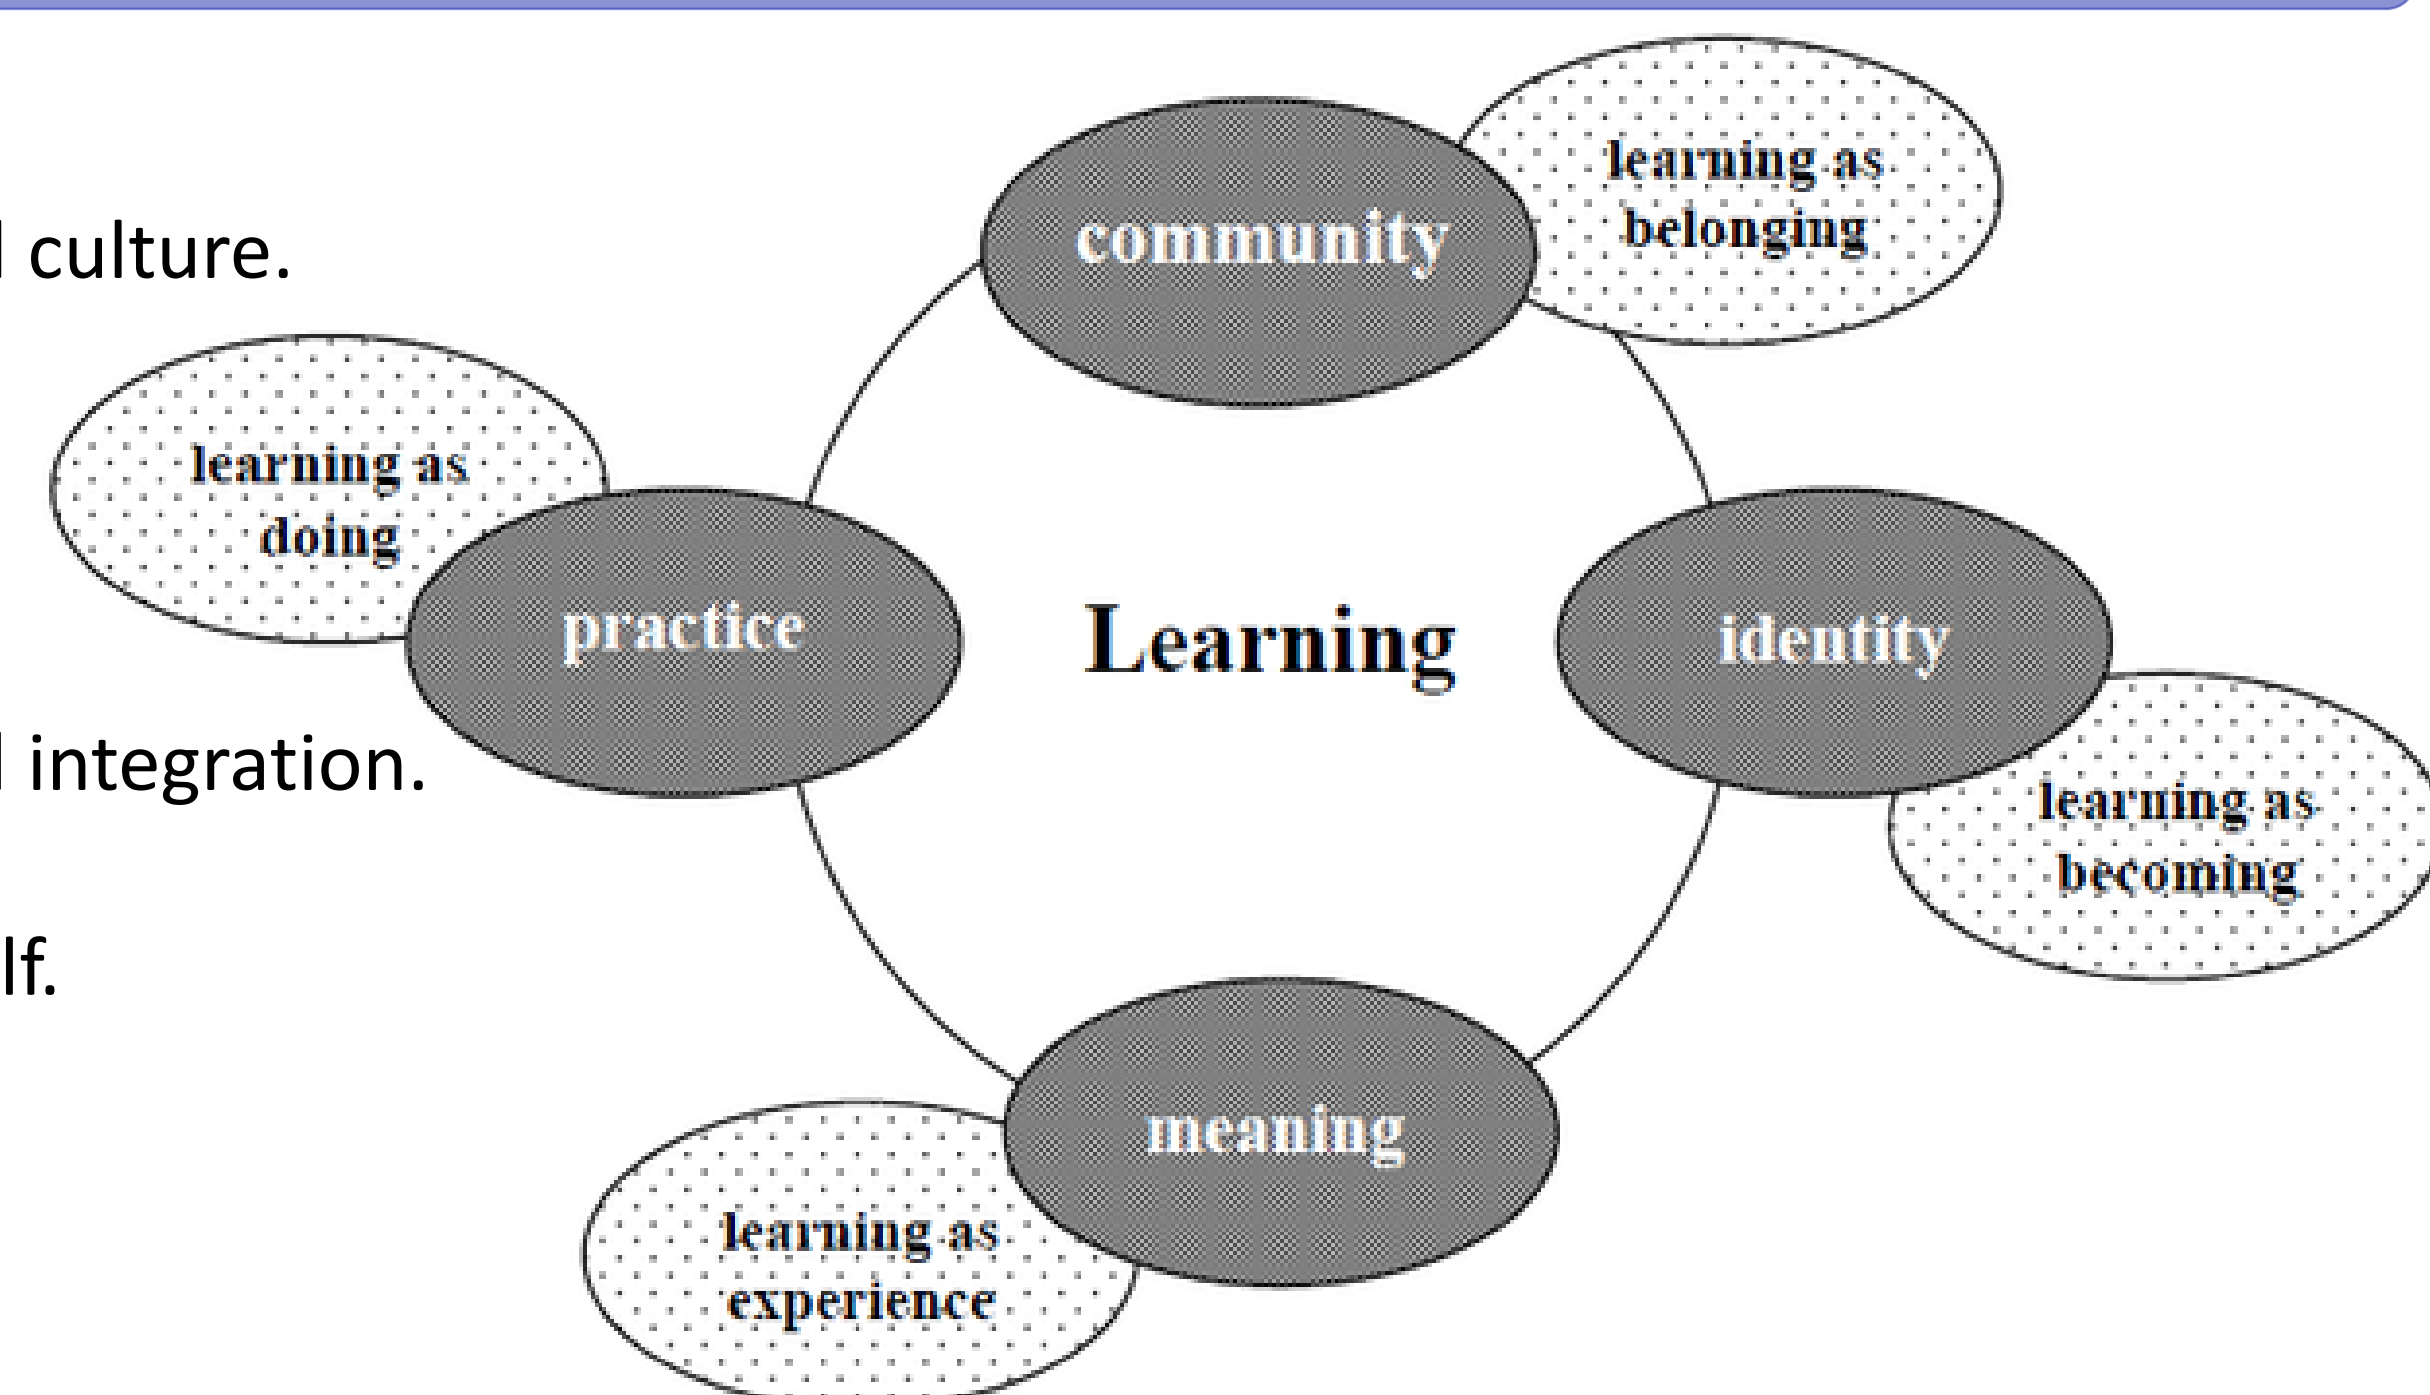 culture.
integration.
lf.
learning as
belonging
community
learning as
doing
practice
Learning
identity
learning as
becoming
meaning
learning as
experience